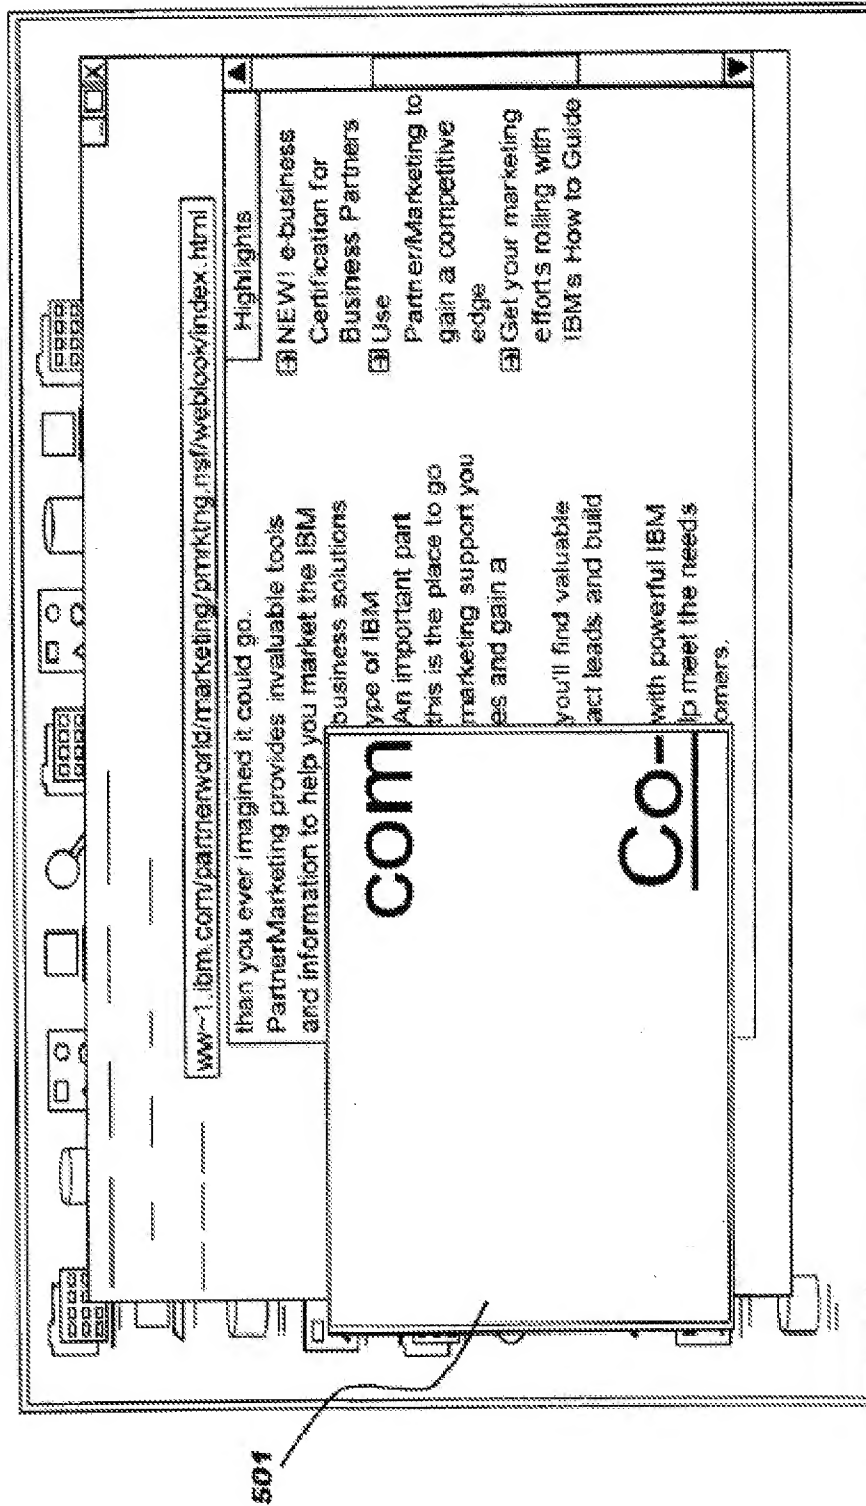 ww~1.ibm.com/partnerworld/marketing/pmrktng.nsf/weblook/index.html
than you ever imagined it could go.
PartnerMarketing provides invaluable tools
and information to help you market the IBM
business solutions
ype of IBM
An important part
this is the place to go
marketing support you
es and gain a
you'll find valuable
act leads and build
with powerful IBM
lp meet the needs
omers.
Highlights
NEW! e-business
Certification for
Business Partners
Use
Partner/Marketing to
gain a competitive
edge
Get your marketing
efforts rolling with
IBM's How to Guide
com
Co-
501